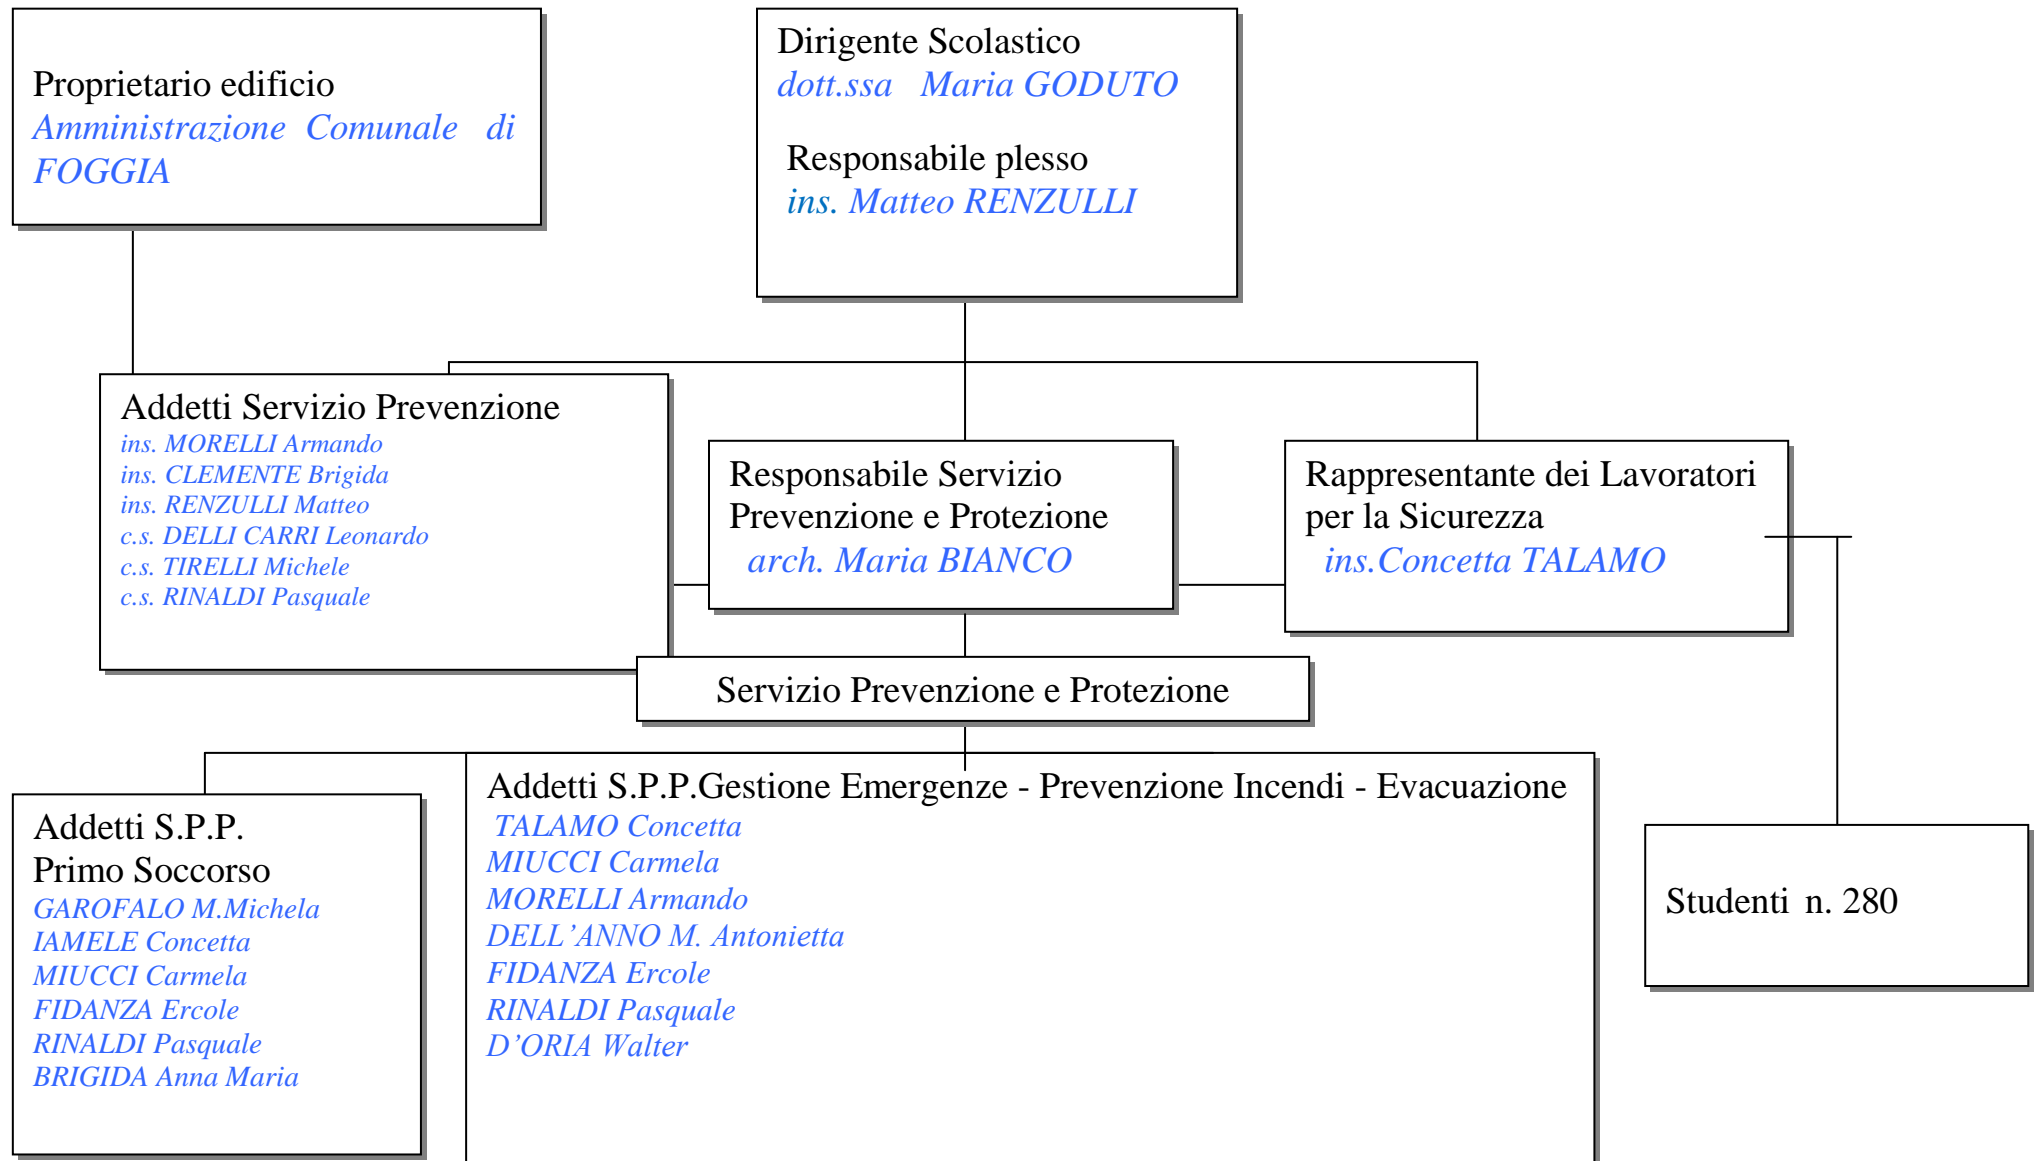 Proprietario edificio
Amministrazione Comunale di
FOGGIA
Dirigente Scolastico
dott.ssa Maria GODUTO
Responsabile plesso
ins. Matteo RENZULLI
Addetti Servizio Prevenzione
ins. MORELLI Armando
ins. CLEMENTE Brigida
ins. RENZULLI Matteo
c.s. DELLI CARRI Leonardo
c.s. TIRELLI Michele
c.s. RINALDI Pasquale
Responsabile Servizio
Prevenzione e Protezione
arch. Maria BIANCO
Rappresentante dei Lavoratori
per la Sicurezza
ins.Concetta TALAMO
Servizio Prevenzione e Protezione
Addetti S.P.P.
Primo Soccorso
GAROFALO M.Michela
IAMELE Concetta
MIUCCI Carmela
FIDANZA Ercole
RINALDI Pasquale
BRIGIDA Anna Maria
Addetti S.P.P.Gestione Emergenze - Prevenzione Incendi - Evacuazione
TALAMO Concetta
MIUCCI Carmela
MORELLI Armando
DELL’ANNO M. Antonietta
FIDANZA Ercole
RINALDI Pasquale
D’ORIA Walter
Studenti n. 280